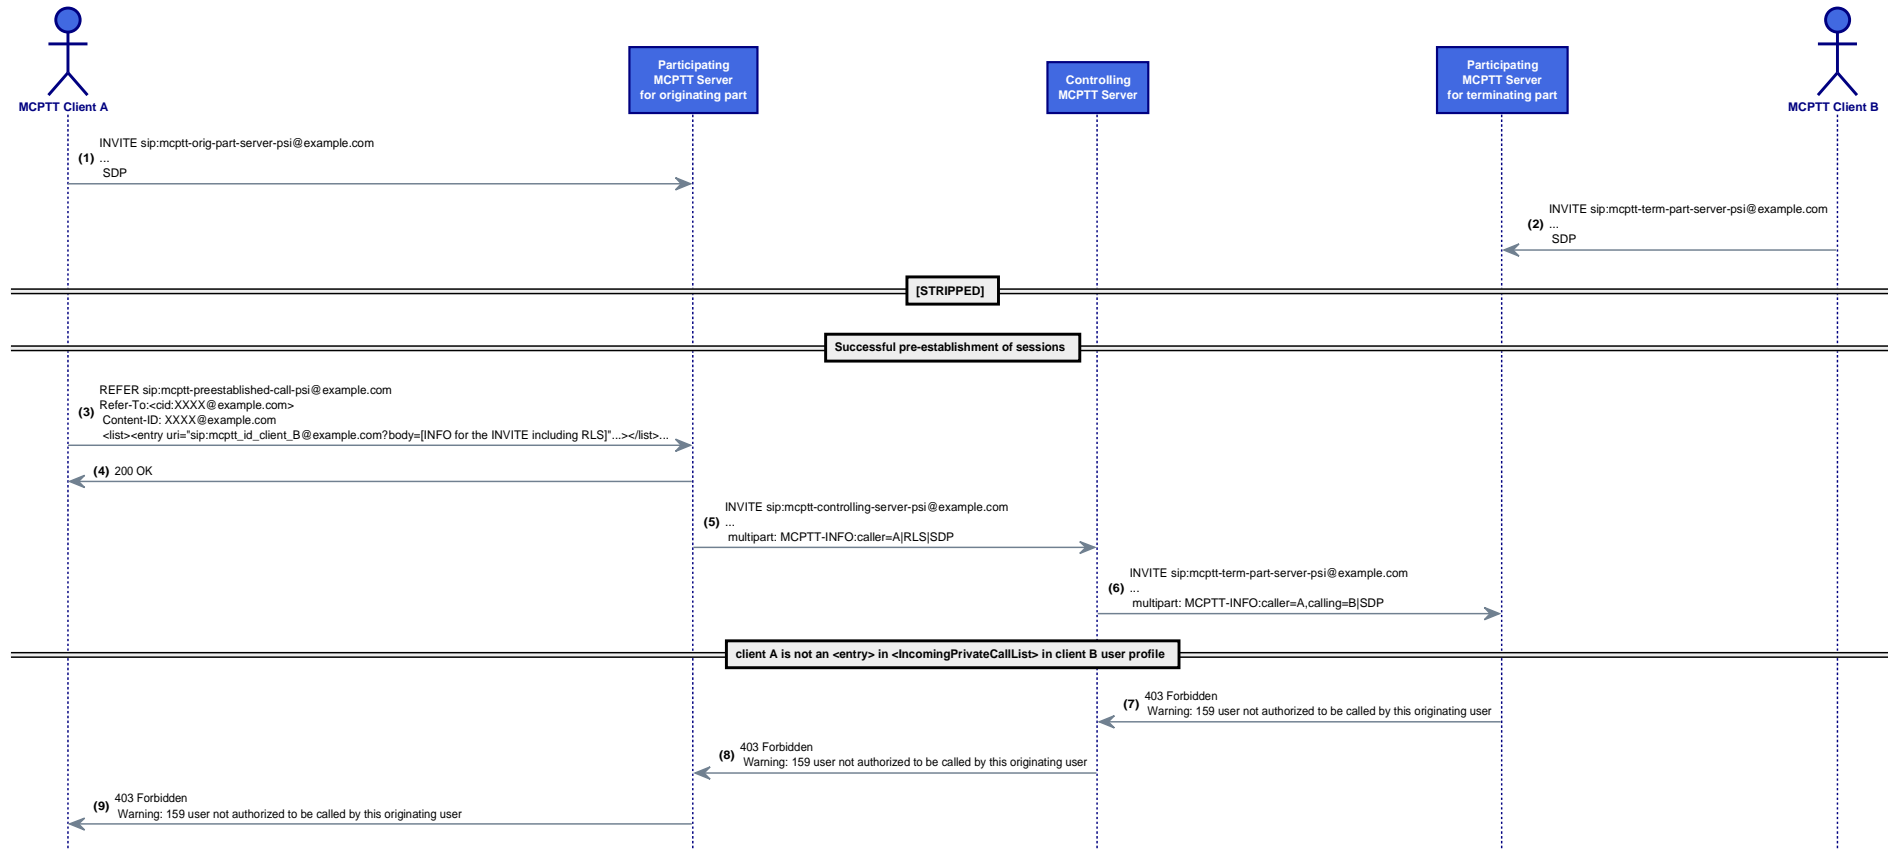 MCPTT Client A
Participating
MCPTT Server
for originating part
Controlling
MCPTT Server
Participating
MCPTT Server
for terminating part
MCPTT Client B
INVITE sip:mcptt-orig-part-server-psi@example.com
(1) ...
SDP
INVITE sip:mcptt-term-part-server-psi@example.com
(2) ...
SDP
[STRIPPED]
Successful pre-establishment of sessions
REFER sip:mcptt-preestablished-call-psi@example.com
(3) Refer-To:<cid:XXXX@example.com>
Content-ID: XXXX@example.com
<list><entry uri="sip:mcptt_id_client_B@example.com?body=[INFO for the INVITE including RLS]"...></list>...
(4) 200 OK
INVITE sip:mcptt-controlling-server-psi@example.com
(5) ...
multipart: MCPTT-INFO:caller=A|RLS|SDP
INVITE sip:mcptt-term-part-server-psi@example.com
(6) ...
multipart: MCPTT-INFO:caller=A,calling=B|SDP
client A is not an <entry> in <IncomingPrivateCallList> in client B user profile
(7) 403 Forbidden
Warning: 159 user not authorized to be called by this originating user
(8) 403 Forbidden
Warning: 159 user not authorized to be called by this originating user
(9) 403 Forbidden
Warning: 159 user not authorized to be called by this originating user